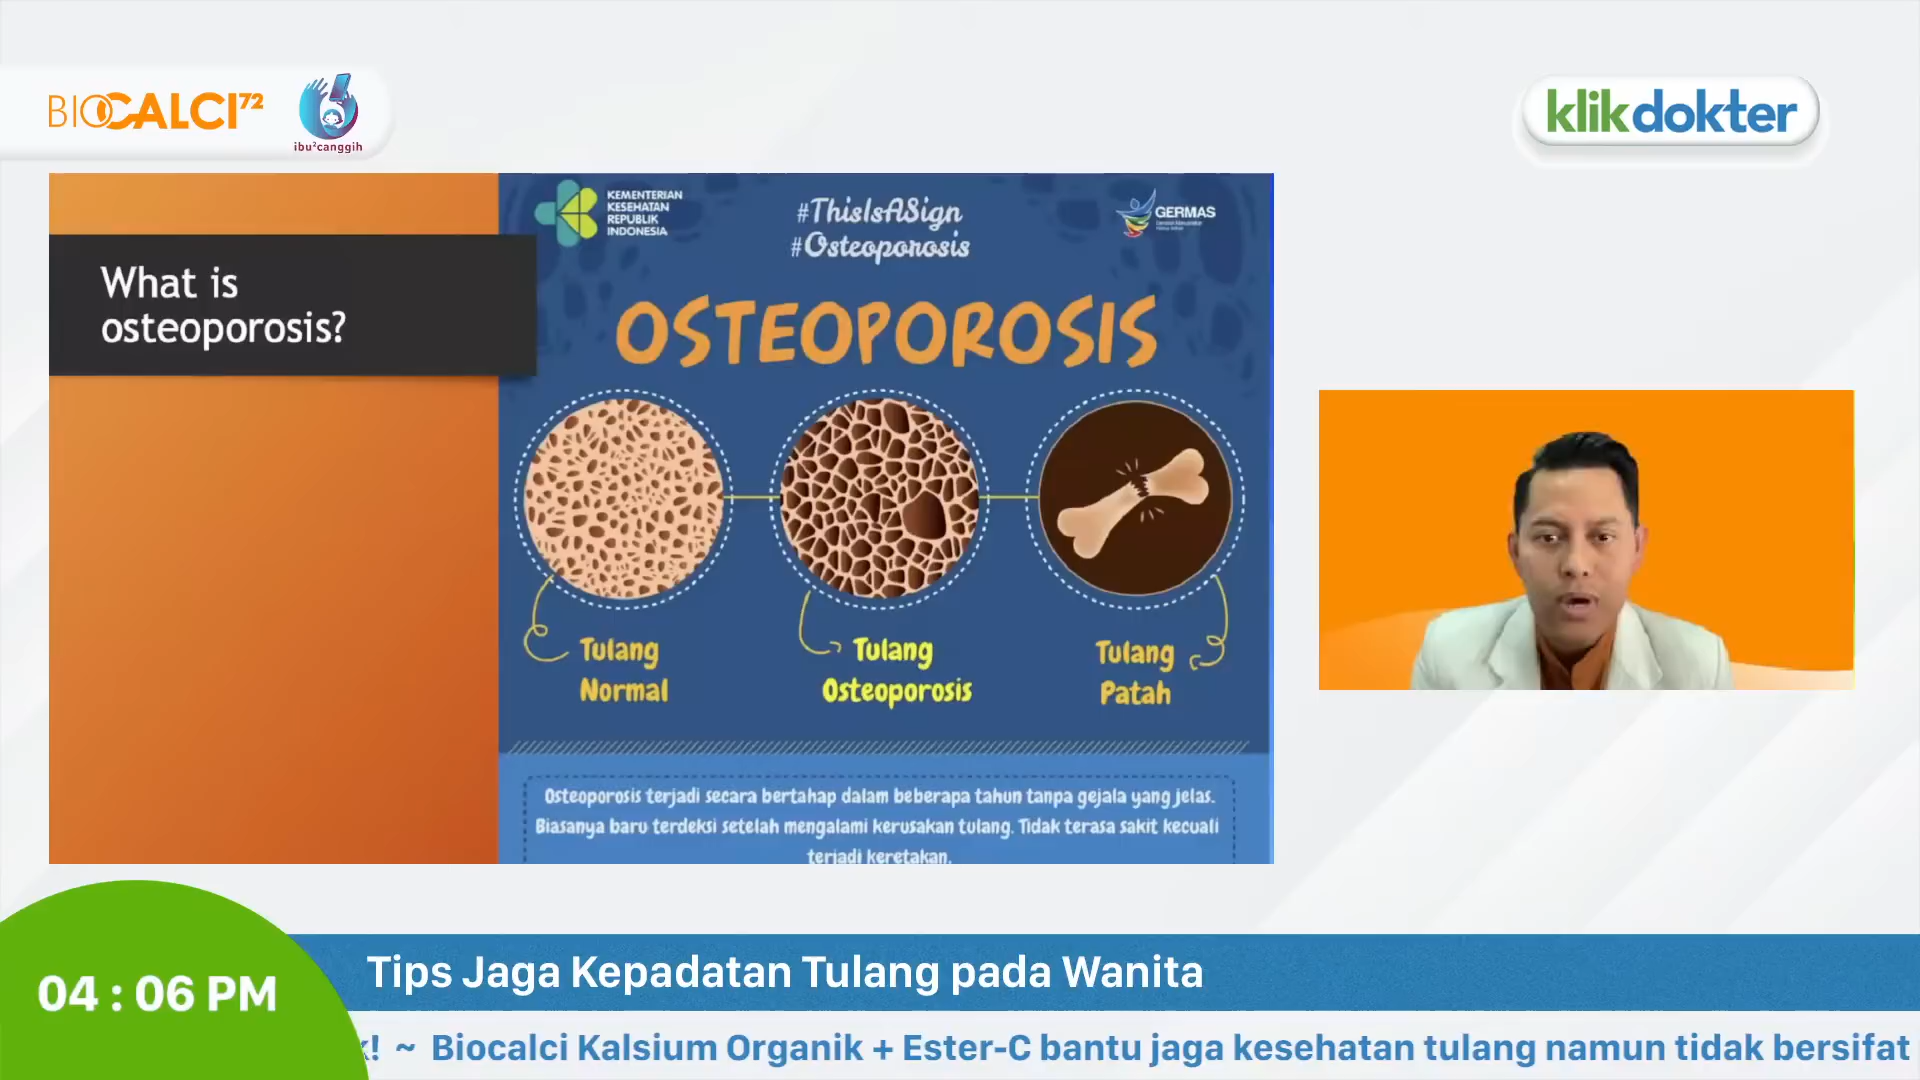 BIOCALCI72
ibu²canggih
klikdokter
What is
osteoporosis?
KEMENTERIAN
KESEHATAN
REPUBLIK
INDONESIA
#ThisIsASign
#Osteoporosis
GERMAS
OSTEOPOROSIS
Tulang
Normal
Tulang
Osteoporosis
Tulang
Patah
Osteoporosis terjadi secara bertahap dalam beberapa tahun tanpa gejala yang jelas.
Biasanya baru terdeksi setelah mengalami kerusakan tulang. Tidak terasa sakit kecuali
terjadi keretakan.
04 : 06 PM
Tips Jaga Kepadatan Tulang pada Wanita
! ~ Biocalci Kalsium Organik + Ester-C bantu jaga kesehatan tulang namun tidak bersifat